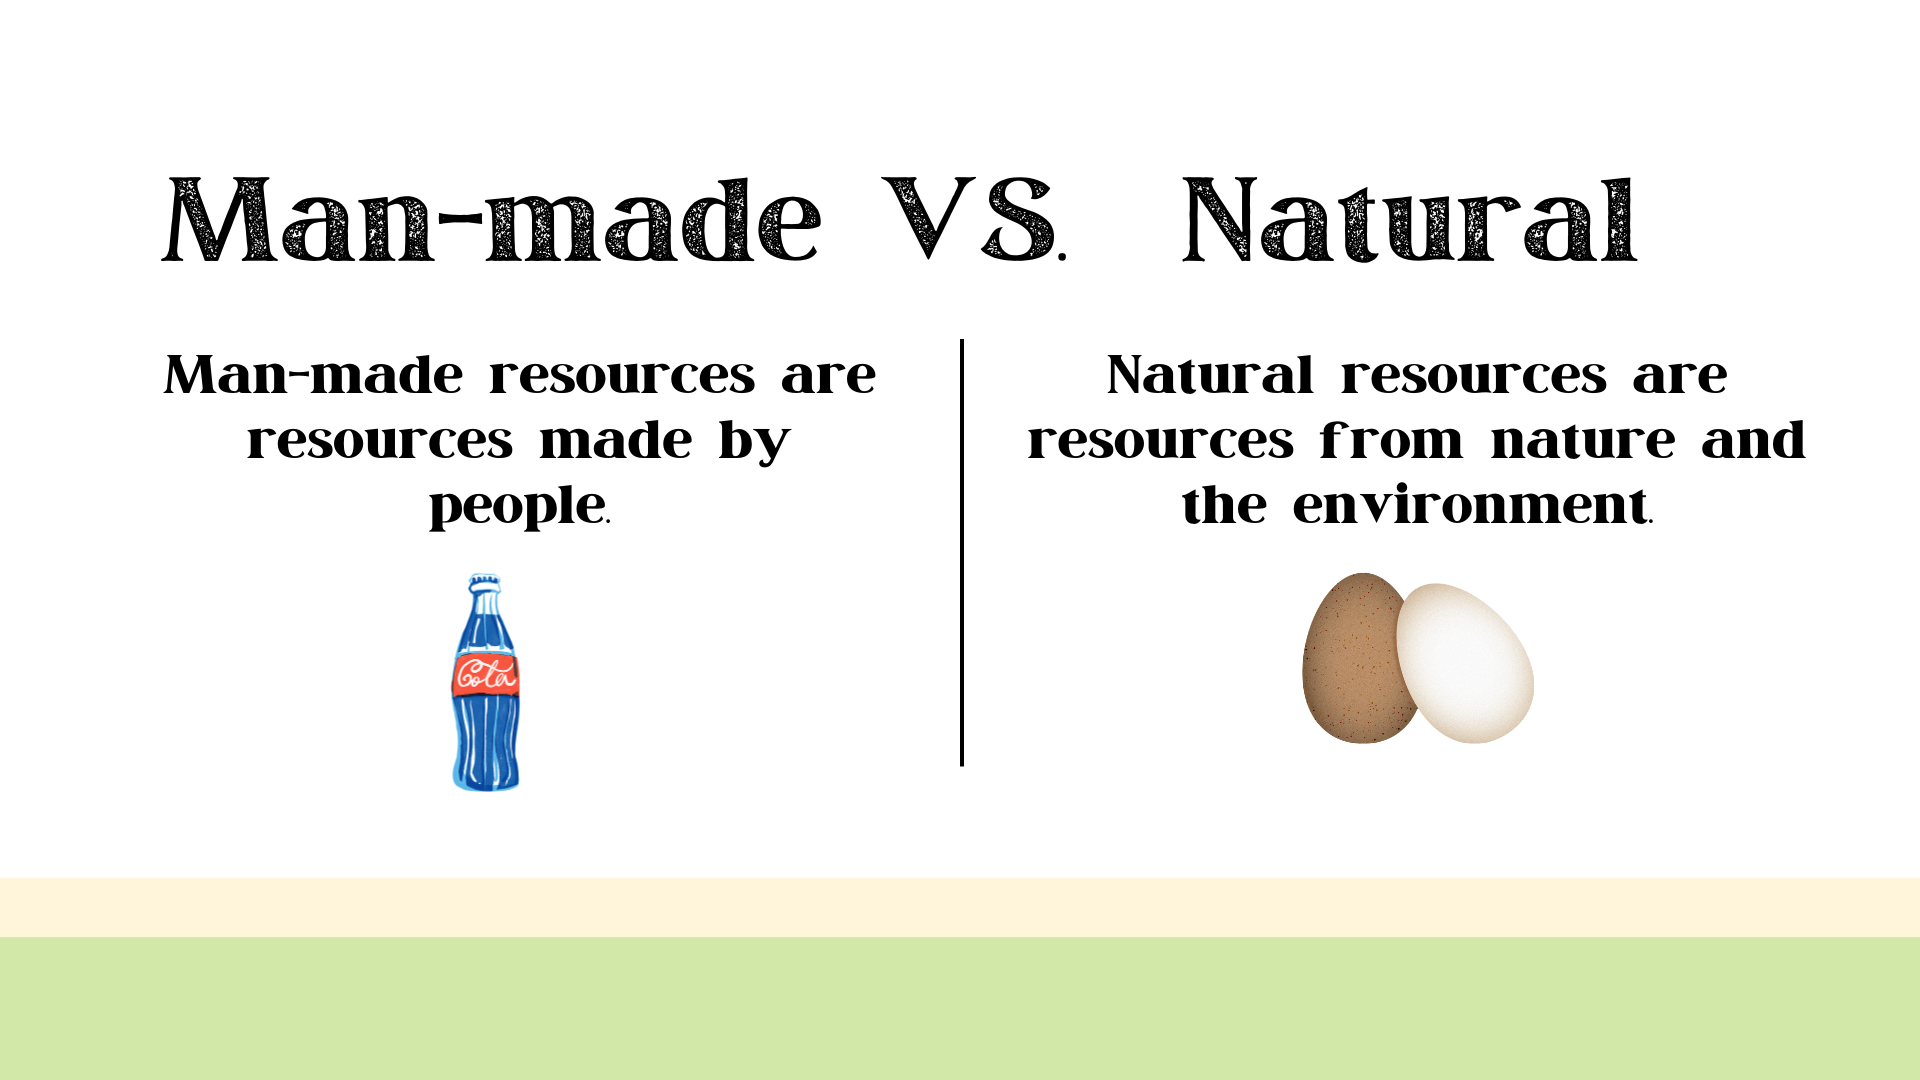 Man-made VS. Natural
Man-made resources are
resources made by
people.
Natural resources are
resources from nature and
the environment.
Cola